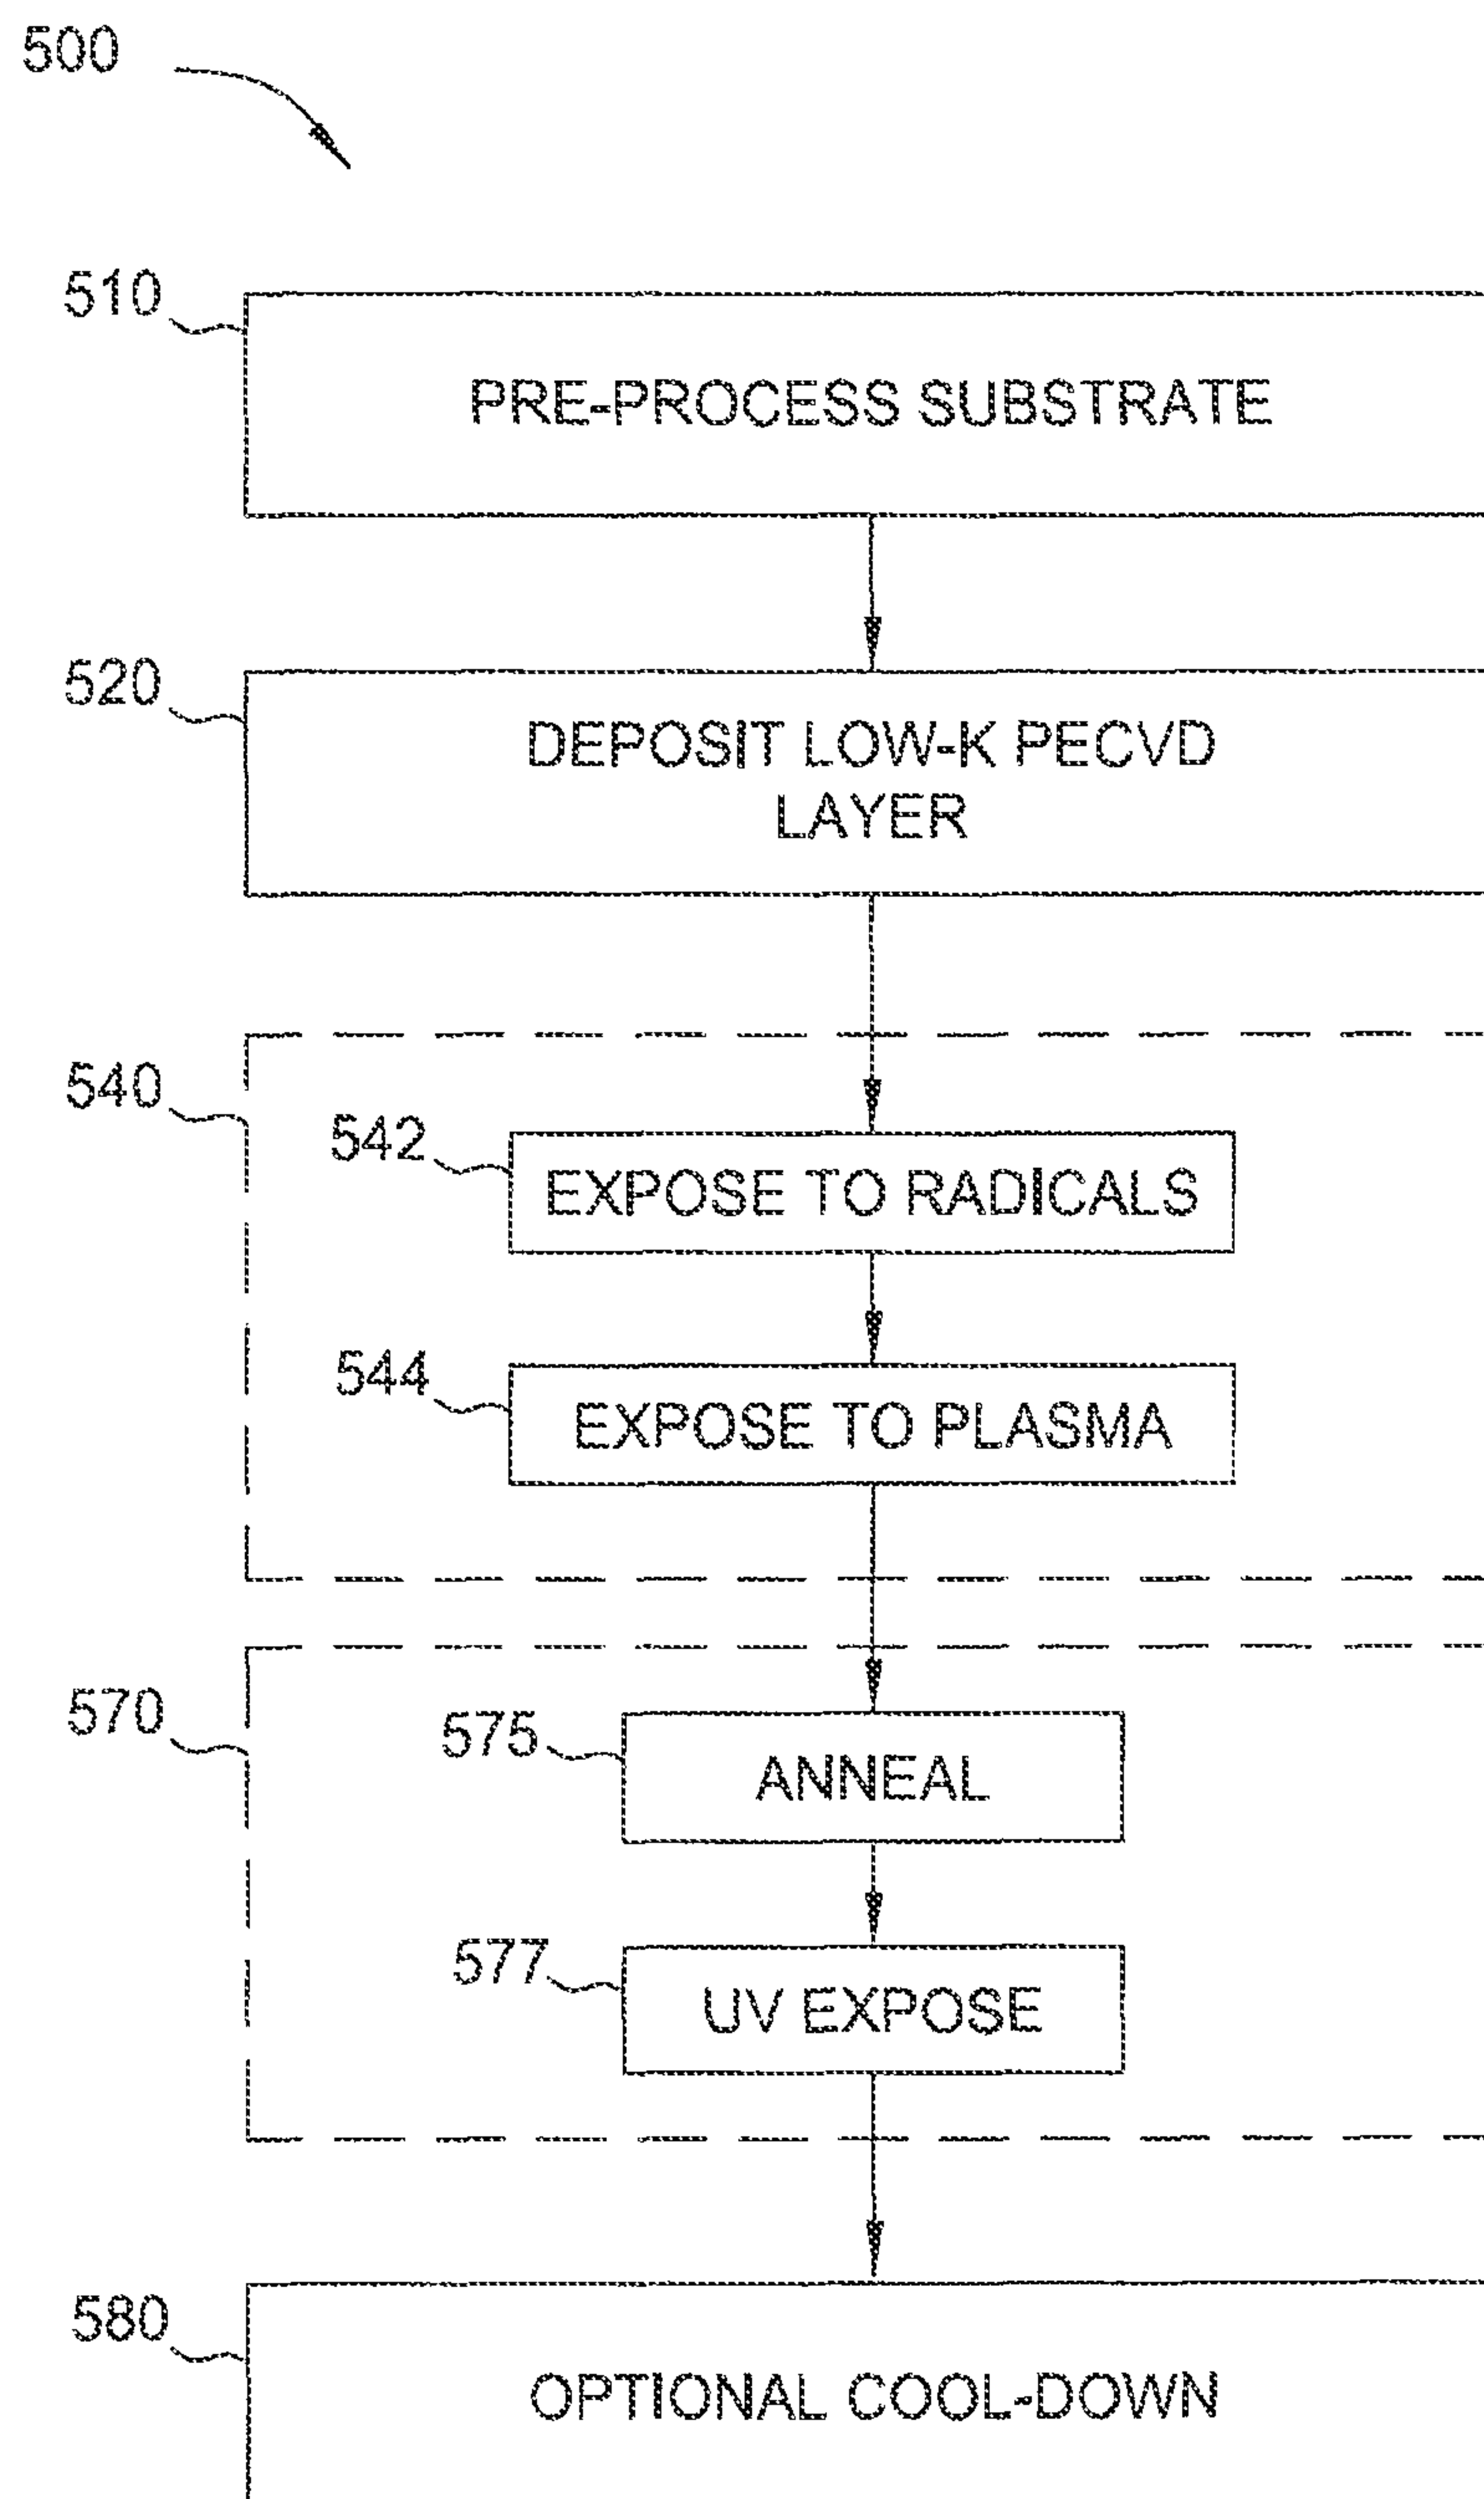 500
510
PRE-PROCESS SUBSTRATE
520
DEPOSIT LOW-K PECVD
LAYER
540
542
EXPOSE TO RADICALS
544
EXPOSE TO PLASMA
570
575
ANNEAL
577
UV EXPOSE
580
OPTIONAL COOL-DOWN